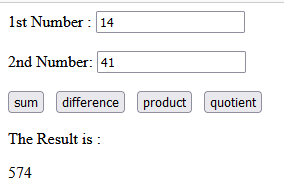 1st Number : 14
2nd Number: 41
sum difference product quotient
The Result is :
574